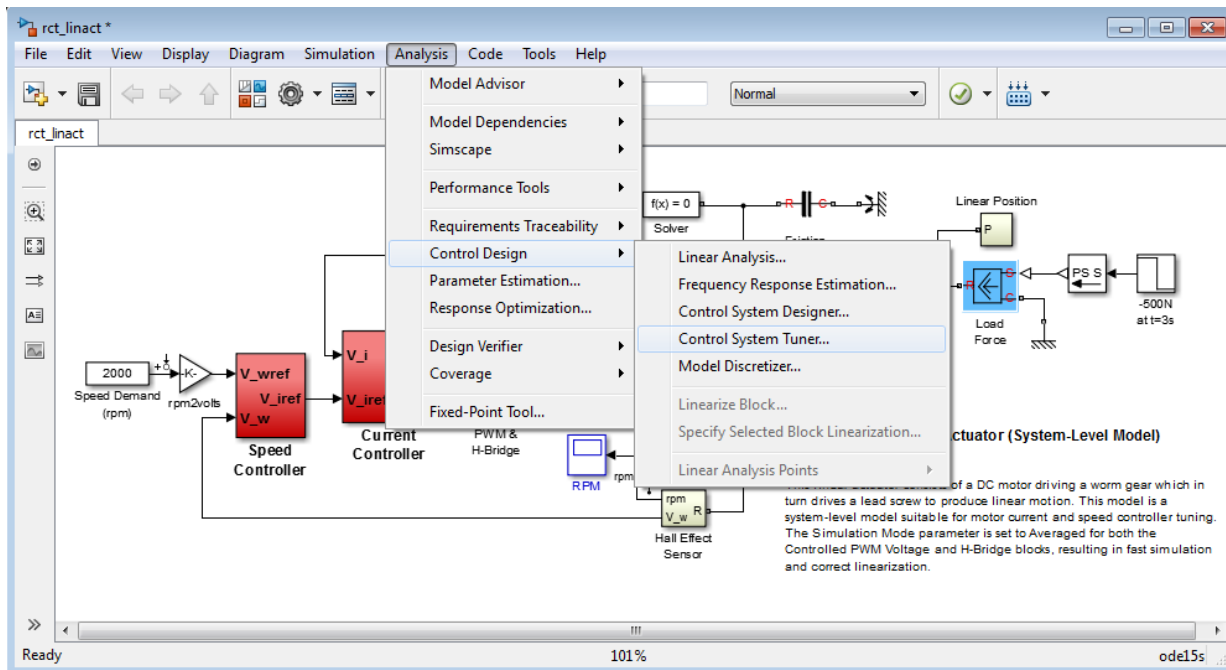 rct_linact *
File Edit View Display Diagram Simulation Analysis Code Tools Help
Normal
rct_linact
Model Advisor
Model Dependencies
Simscape
Performance Tools
Requirements Traceability
Control Design
Parameter Estimation...
Response Optimization...
Design Verifier
Coverage
Fixed-Point Tool...
Linear Analysis...
Frequency Response Estimation...
Control System Designer...
Control System Tuner...
Model Discretizer...
Linearize Block...
Specify Selected Block Linearization...
Linear Analysis Points
f(x) = 0
Solver
R C
Linear Position
P
R S
C
Load
Force
PS S
-500N
at t=3s
2000
Speed Demand
(rpm)
-K-
rpm2volts
V_wref
V_iref
V_w
Speed
Controller
V_i
Current
Controller
PWM &
H-Bridge
RPM
rpm
rpm
V_w R
Hall Effect
Sensor
(System-Level Model)
of a DC motor driving a worm gear which in
turn drives a lead screw to produce linear motion. This model is a
system-level model suitable for motor current and speed controller tuning.
The Simulation Mode parameter is set to Averaged for both the
Controlled PWM Voltage and H-Bridge blocks, resulting in fast simulation
and correct linearization.
Ready 101% ode15s